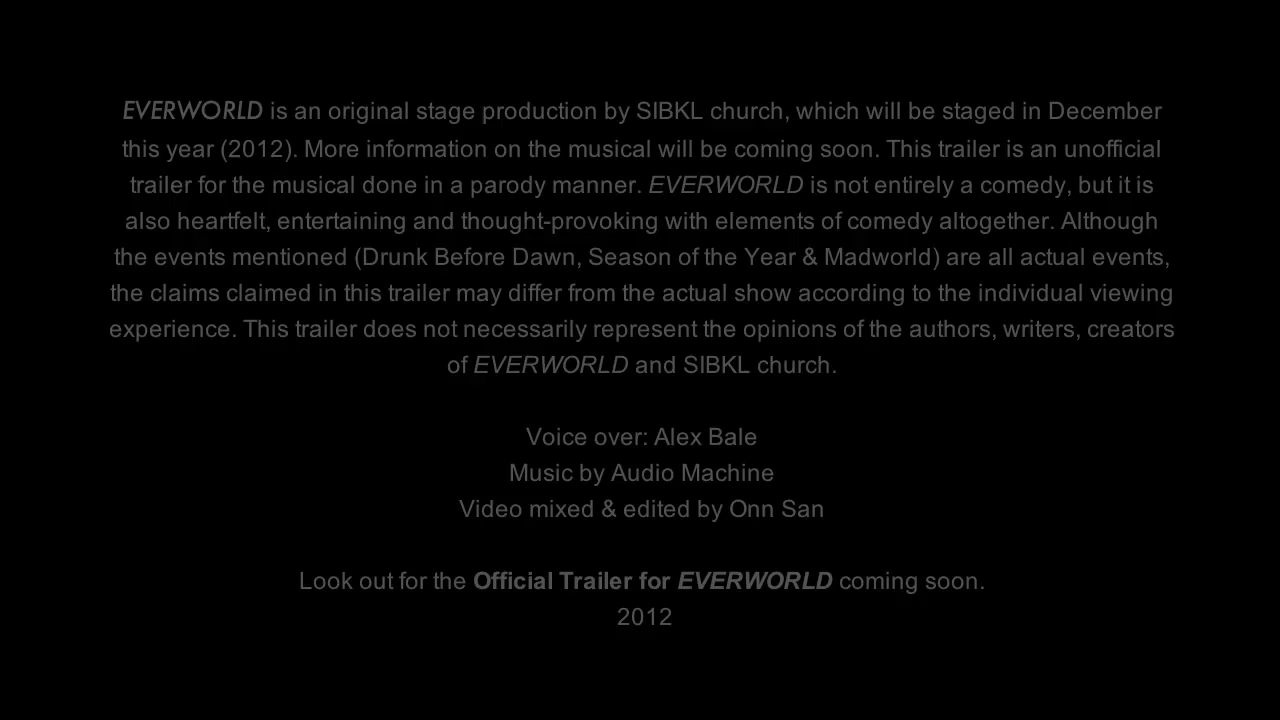 EVERWORLD is an original stage production by SIBKL church, which will be staged in December
this year (2012). More information on the musical will be coming soon. This trailer is an unofficial
trailer for the musical done in a parody manner. EVERWORLD is not entirely a comedy, but it is
also heartfelt, entertaining and thought-provoking with elements of comedy altogether. Although
the events mentioned (Drunk Before Dawn, Season of the Year & Madworld) are all actual events,
the claims claimed in this trailer may differ from the actual show according to the individual viewing
experience. This trailer does not necessarily represent the opinions of the authors, writers, creators
of EVERWORLD and SIBKL church.
Voice over: Alex Bale
Music by Audio Machine
Video mixed & edited by Onn San
Look out for the Official Trailer for EVERWORLD coming soon.
2012